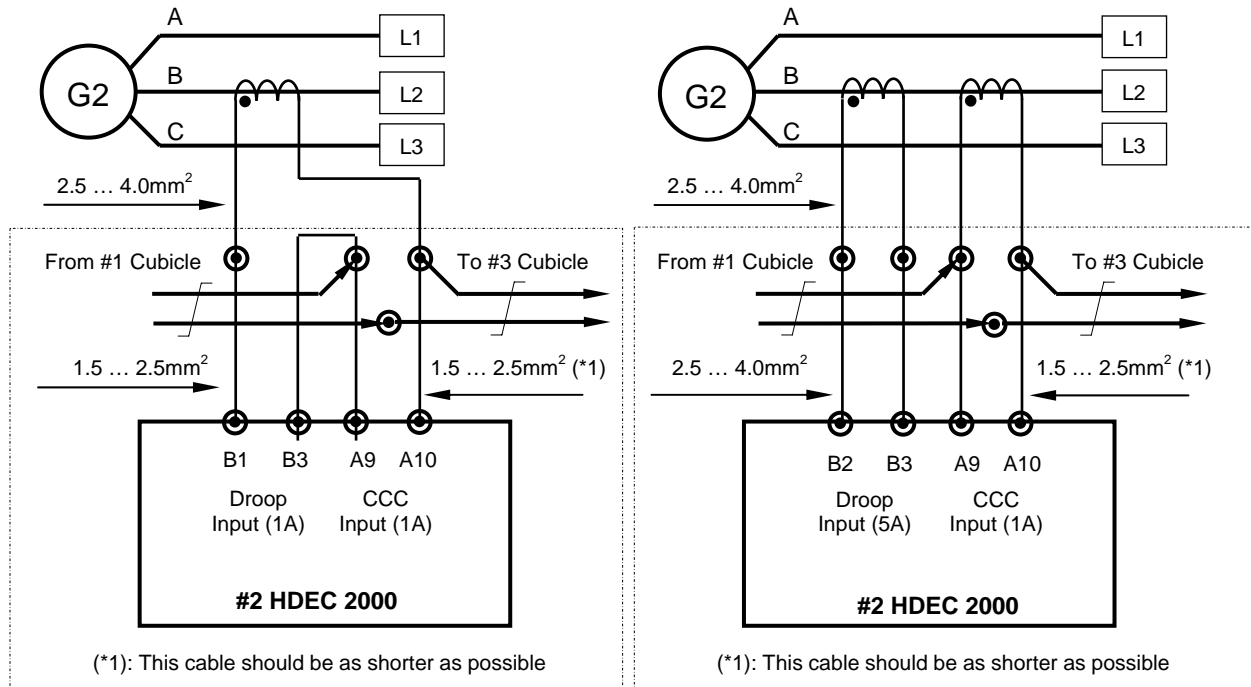 A
L1
B
G2
L2
C
L3
2.5 … 4.0mm²
From #1 Cubicle
To #3 Cubicle
1.5 … 2.5mm²
1.5 … 2.5mm² (*1)
B1 B3 A9 A10
Droop
Input (1A)
CCC
Input (1A)
#2 HDEC 2000
(*1): This cable should be as shorter as possible
A
L1
B
G2
L2
C
L3
2.5 … 4.0mm²
From #1 Cubicle
To #3 Cubicle
2.5 … 4.0mm²
1.5 … 2.5mm² (*1)
B2 B3 A9 A10
Droop
Input (5A)
CCC
Input (1A)
#2 HDEC 2000
(*1): This cable should be as shorter as possible